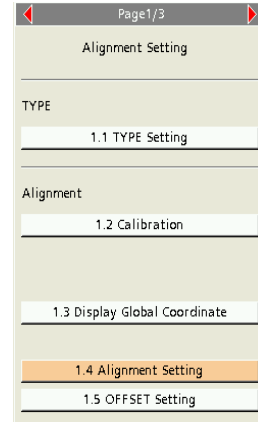 Page1/3
Alignment Setting
TYPE
1.1 TYPE Setting
Alignment
1.2 Calibration
1.3 Display Global Coordinate
1.4 Alignment Setting
1.5 OFFSET Setting